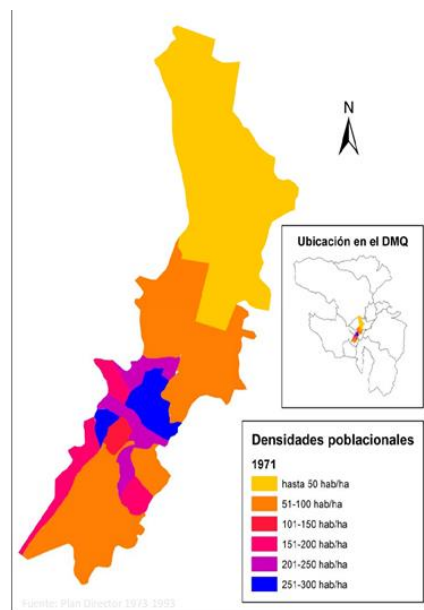 N
Ubicación en el DMQ
Densidades poblacionales
1971
hasta 50 hab/ha
51-100 hab/ha
101-150 hab/ha
151-200 hab/ha
201-250 hab/ha
251-300 hab/ha
Fuente: Plan Director 1973-1993